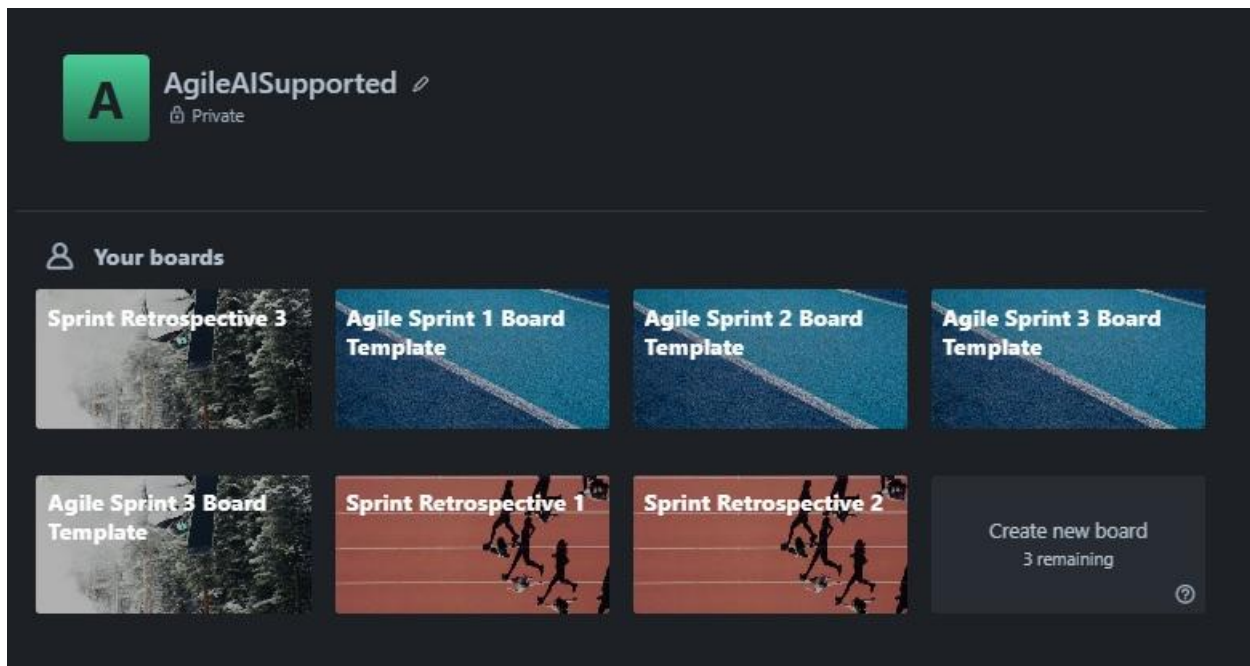 A
AgileAISupported
Private
Your boards
Sprint Retrospective 3
Agile Sprint 1 Board
Template
Agile Sprint 2 Board
Template
Agile Sprint 3 Board
Template
Agile Sprint 3 Board
Template
Sprint Retrospective 1
Sprint Retrospective 2
Create new board
3 remaining